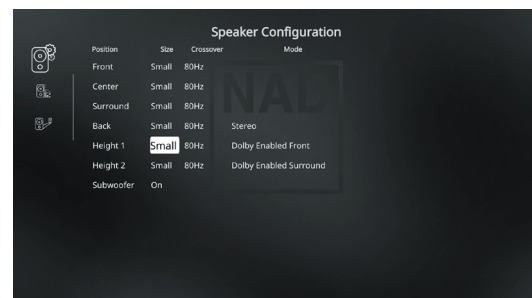 Speaker Configuration
Position Size Crossover Mode
Front Small 80Hz
Center Small 80Hz
Surround Small 80Hz
Back Small 80Hz Stereo
Height 1 Small 80Hz Dolby Enabled Front
Height 2 Small 80Hz Dolby Enabled Surround
Subwoofer On
NAD